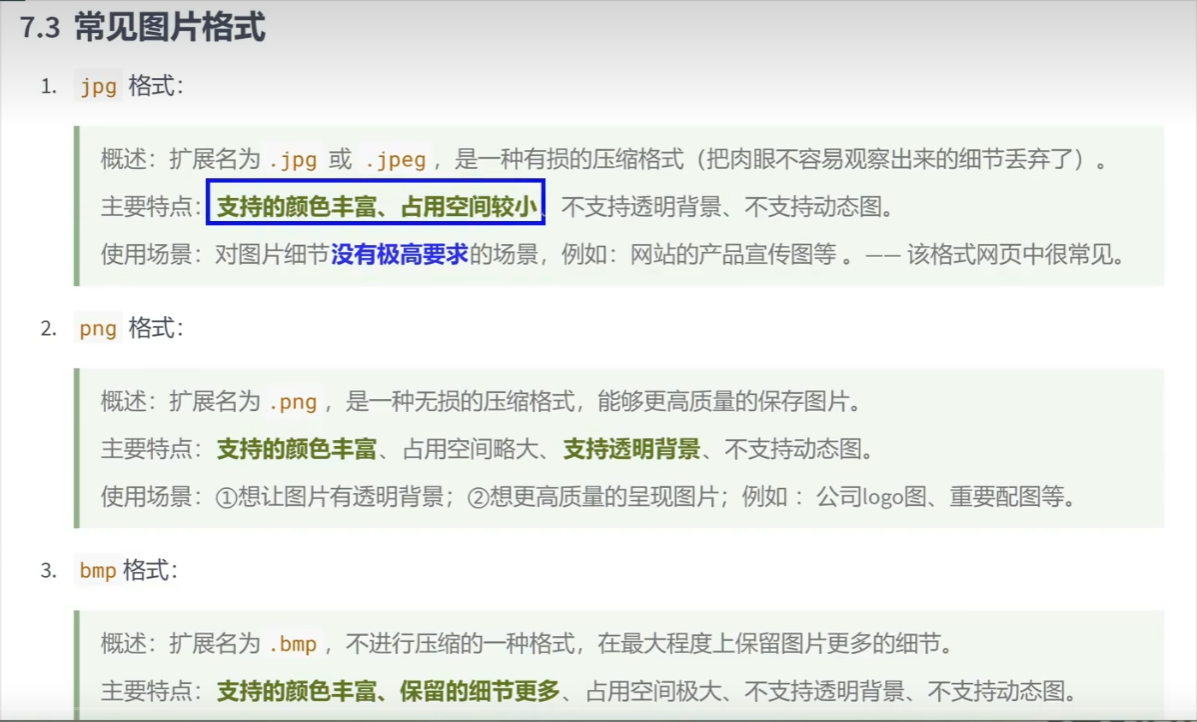 7.3 常见图片格式
1. jpg 格式：
概述：扩展名为 .jpg 或 .jpeg ，是一种有损的压缩格式（把肉眼不容易观察出来的细节丢弃了）。
主要特点：支持的颜色丰富、占用空间较小、不支持透明背景、不支持动态图。
使用场景：对图片细节没有极高要求的场景，例如：网站的产品宣传图等 。—— 该格式网页中很常见。
2. png 格式：
概述：扩展名为 .png ，是一种无损的压缩格式，能够更高质量的保存图片。
主要特点：支持的颜色丰富、占用空间略大、支持透明背景、不支持动态图。
使用场景：①想让图片有透明背景；②想更高质量的呈现图片；例如 ：公司logo图、重要配图等。
3. bmp 格式：
概述：扩展名为 .bmp ，不进行压缩的一种格式，在最大程度上保留图片更多的细节。
主要特点：支持的颜色丰富、保留的细节更多、占用空间极大、不支持透明背景、不支持动态图。